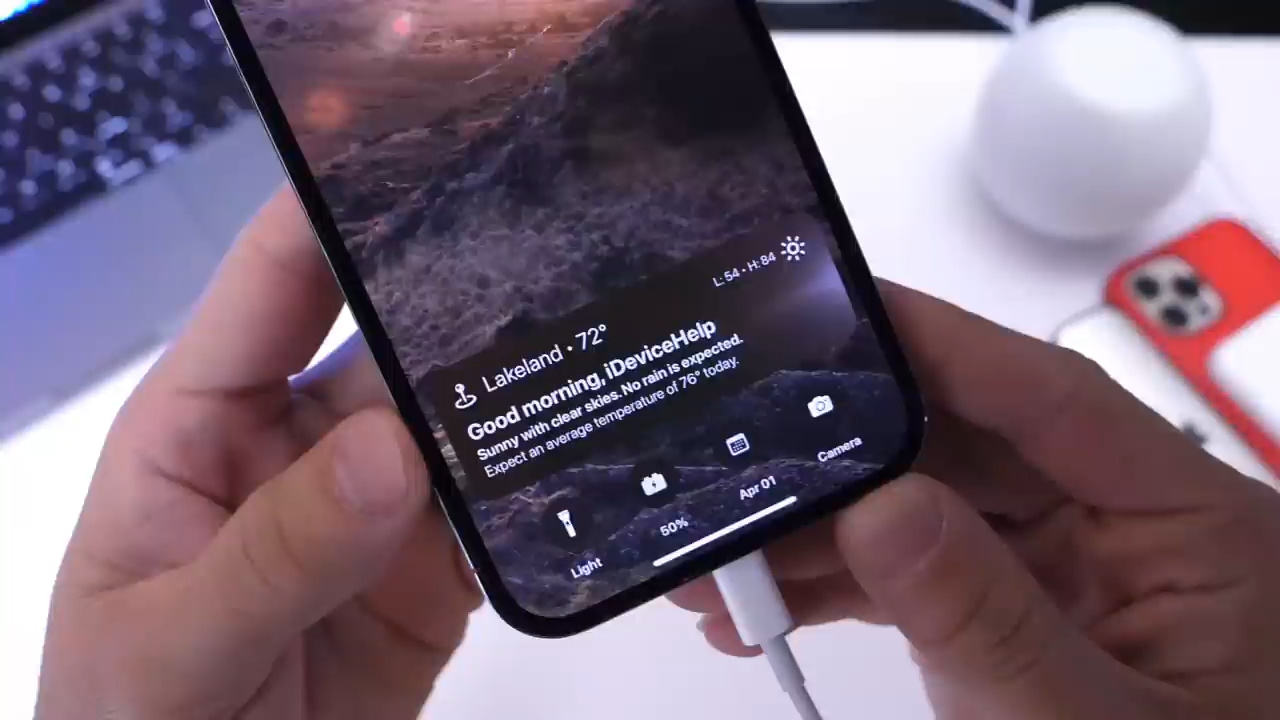 L: 54 • H: 84
Lakeland • 72°
Good morning, iDeviceHelp
Sunny with clear skies. No rain is expected.
Expect an average temperature of 76° today.
Light
50%
Apr 01
Camera